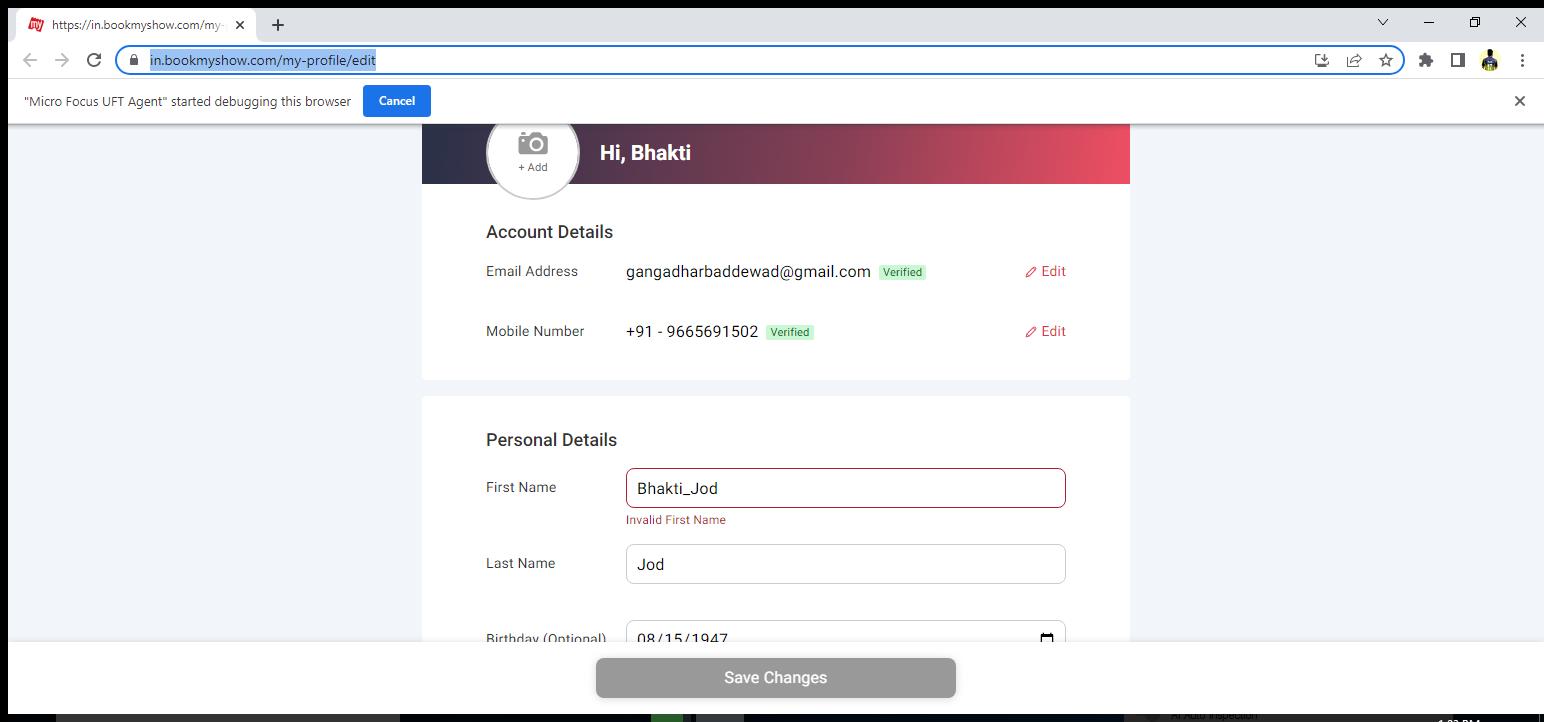 my https://in.bookmyshow.com/my-
in.bookmyshow.com/my-profile/edit
"Micro Focus UFT Agent" started debugging this browser Cancel
+ Add
Hi, Bhakti
Account Details
Email Address gangadharbaddewad@gmail.com Verified Edit
Mobile Number +91 - 9665691502 Verified Edit
Personal Details
First Name Bhakti_Jod
Invalid First Name
Last Name Jod
Birthday (Optional) 08/15/1947
Save Changes